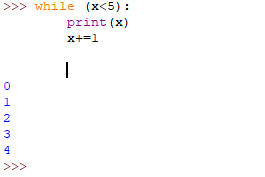 >>> while (x<5):
        print(x)
        x+=1

0
1
2
3
4
>>>